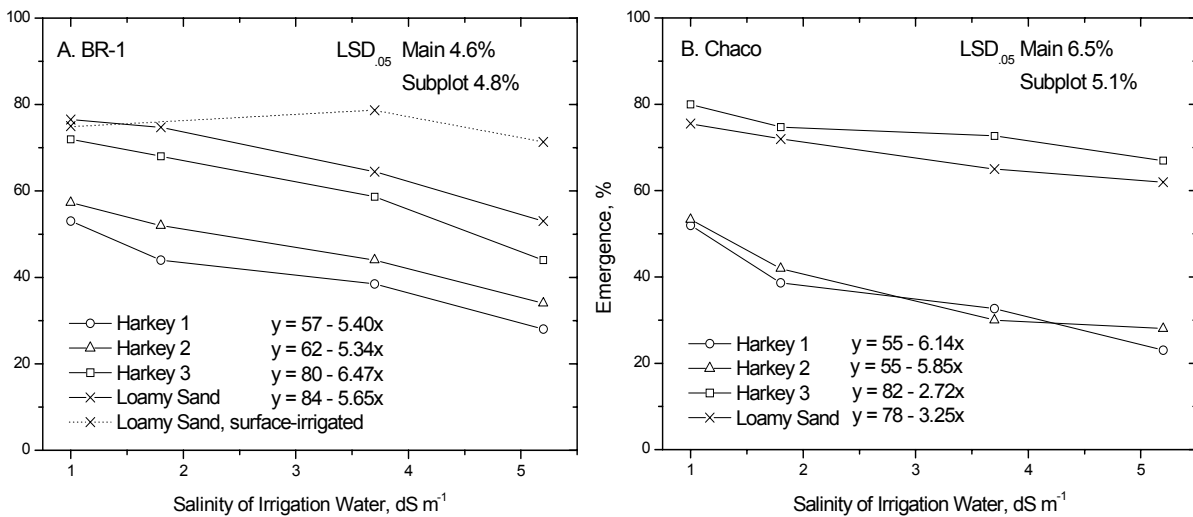 A. BR-1
LSD.05 Main 4.6%
Subplot 4.8%
100
80
60
40
20
0
Harkey 1 y = 57 - 5.40x
Harkey 2 y = 62 - 5.34x
Harkey 3 y = 80 - 6.47x
Loamy Sand y = 84 - 5.65x
Loamy Sand, surface-irrigated
1 2 3 4 5
Salinity of Irrigation Water, dS m-1
B. Chaco
LSD.05 Main 6.5%
Subplot 5.1%
Emergence, %
100
80
60
40
20
0
Harkey 1 y = 55 - 6.14x
Harkey 2 y = 55 - 5.85x
Harkey 3 y = 82 - 2.72x
Loamy Sand y = 78 - 3.25x
1 2 3 4 5
Salinity of Irrigation Water, dS m-1